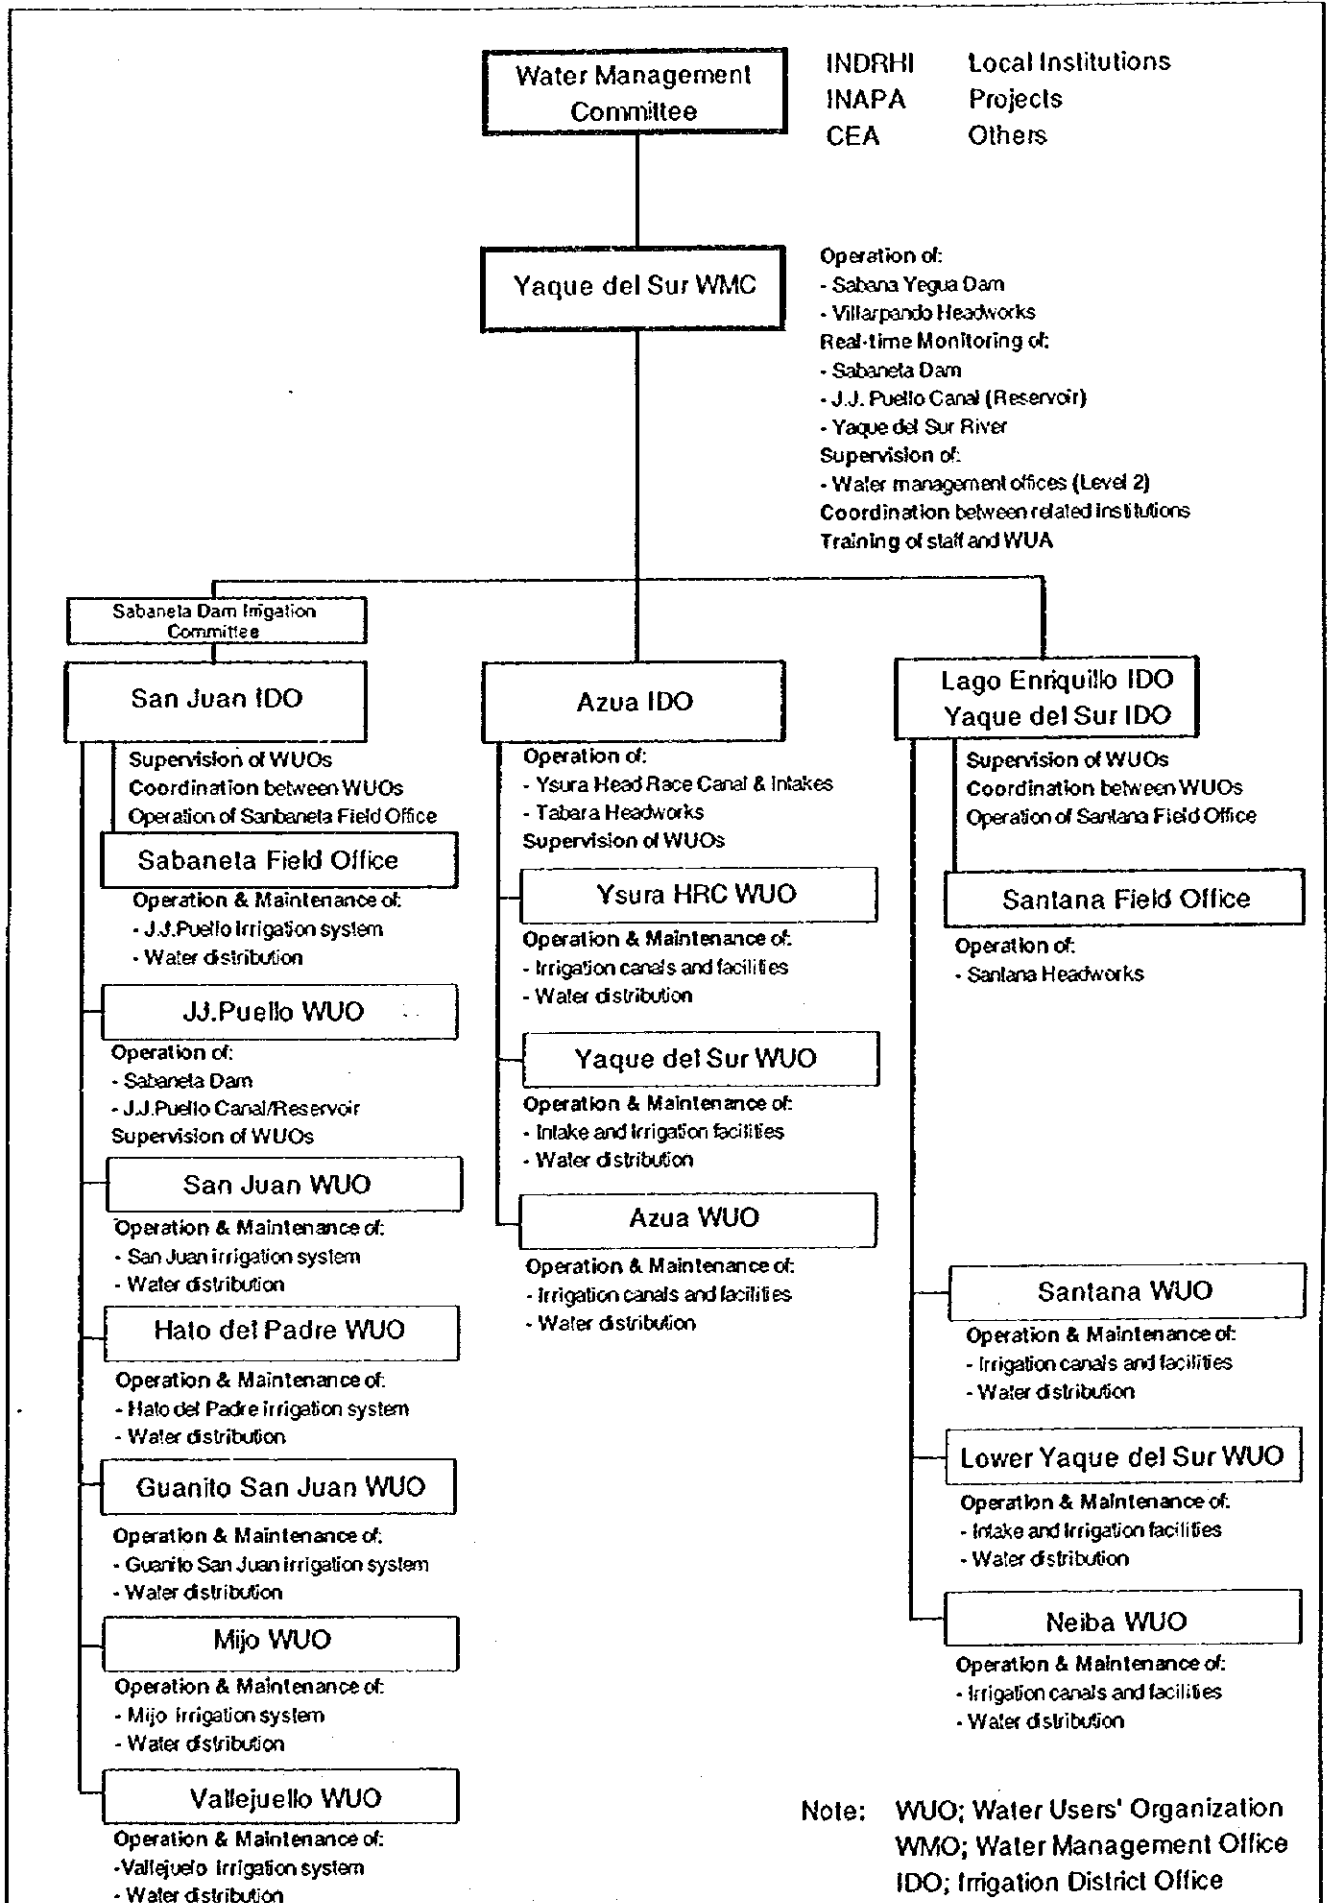 Water Management
Committee
INDRHI Local Institutions
INAPA Projects
CEA Others
Yaque del Sur WMC
Operation of:
- Sabana Yegua Dam
- Villarpando Headworks
Real-time Monitoring of:
- Sabaneta Dam
- J.J. Puello Canal (Reservoir)
- Yaque del Sur River
Supervision of:
- Water management offices (Level 2)
Coordination between related institutions
Training of staff and WUA
Sabaneta Dam Irrigation
Committee
San Juan IDO
Supervision of WUOs
Coordination between WUOs
Operation of Sanbaneta Field Office
Sabaneta Field Office
Operation & Maintenance of:
- J.J.Puello Irrigation system
- Water distribution
JJ.Puello WUO
Operation of:
- Sabaneta Dam
- J.J.Puello Canal/Reservoir
Supervision of WUOs
San Juan WUO
Operation & Maintenance of:
- San Juan irrigation system
- Water distribution
Hato del Padre WUO
Operation & Maintenance of:
- Hato del Padre irrigation system
- Water distribution
Guanito San Juan WUO
Operation & Maintenance of:
- Guanito San Juan irrigation system
- Water distribution
Mijo WUO
Operation & Maintenance of:
- Mijo irrigation system
- Water distribution
Vallejuello WUO
Operation & Maintenance of:
-Vallejuelo irrigation system
- Water distribution
Azua IDO
Operation of:
- Ysura Head Race Canal & Intakes
- Tabara Headworks
Supervision of WUOs
Ysura HRC WUO
Operation & Maintenance of:
- Irrigation canals and facilities
- Water distribution
Yaque del Sur WUO
Operation & Maintenance of:
- Intake and Irrigation facilities
- Water distribution
Azua WUO
Operation & Maintenance of:
- Irrigation canals and facilities
- Water distribution
Lago Enriquillo IDO
Yaque del Sur IDO
Supervision of WUOs
Coordination between WUOs
Operation of Santana Field Office
Santana Field Office
Operation of:
- Santana Headworks
Santana WUO
Operation & Maintenance of:
- Irrigation canals and facilities
- Water distribution
Lower Yaque del Sur WUO
Operation & Maintenance of:
- Intake and Irrigation facilities
- Water distribution
Neiba WUO
Operation & Maintenance of:
- Irrigation canals and facilities
- Water distribution
Note: WUO; Water Users' Organization
WMO; Water Management Office
IDO; Irrigation District Office